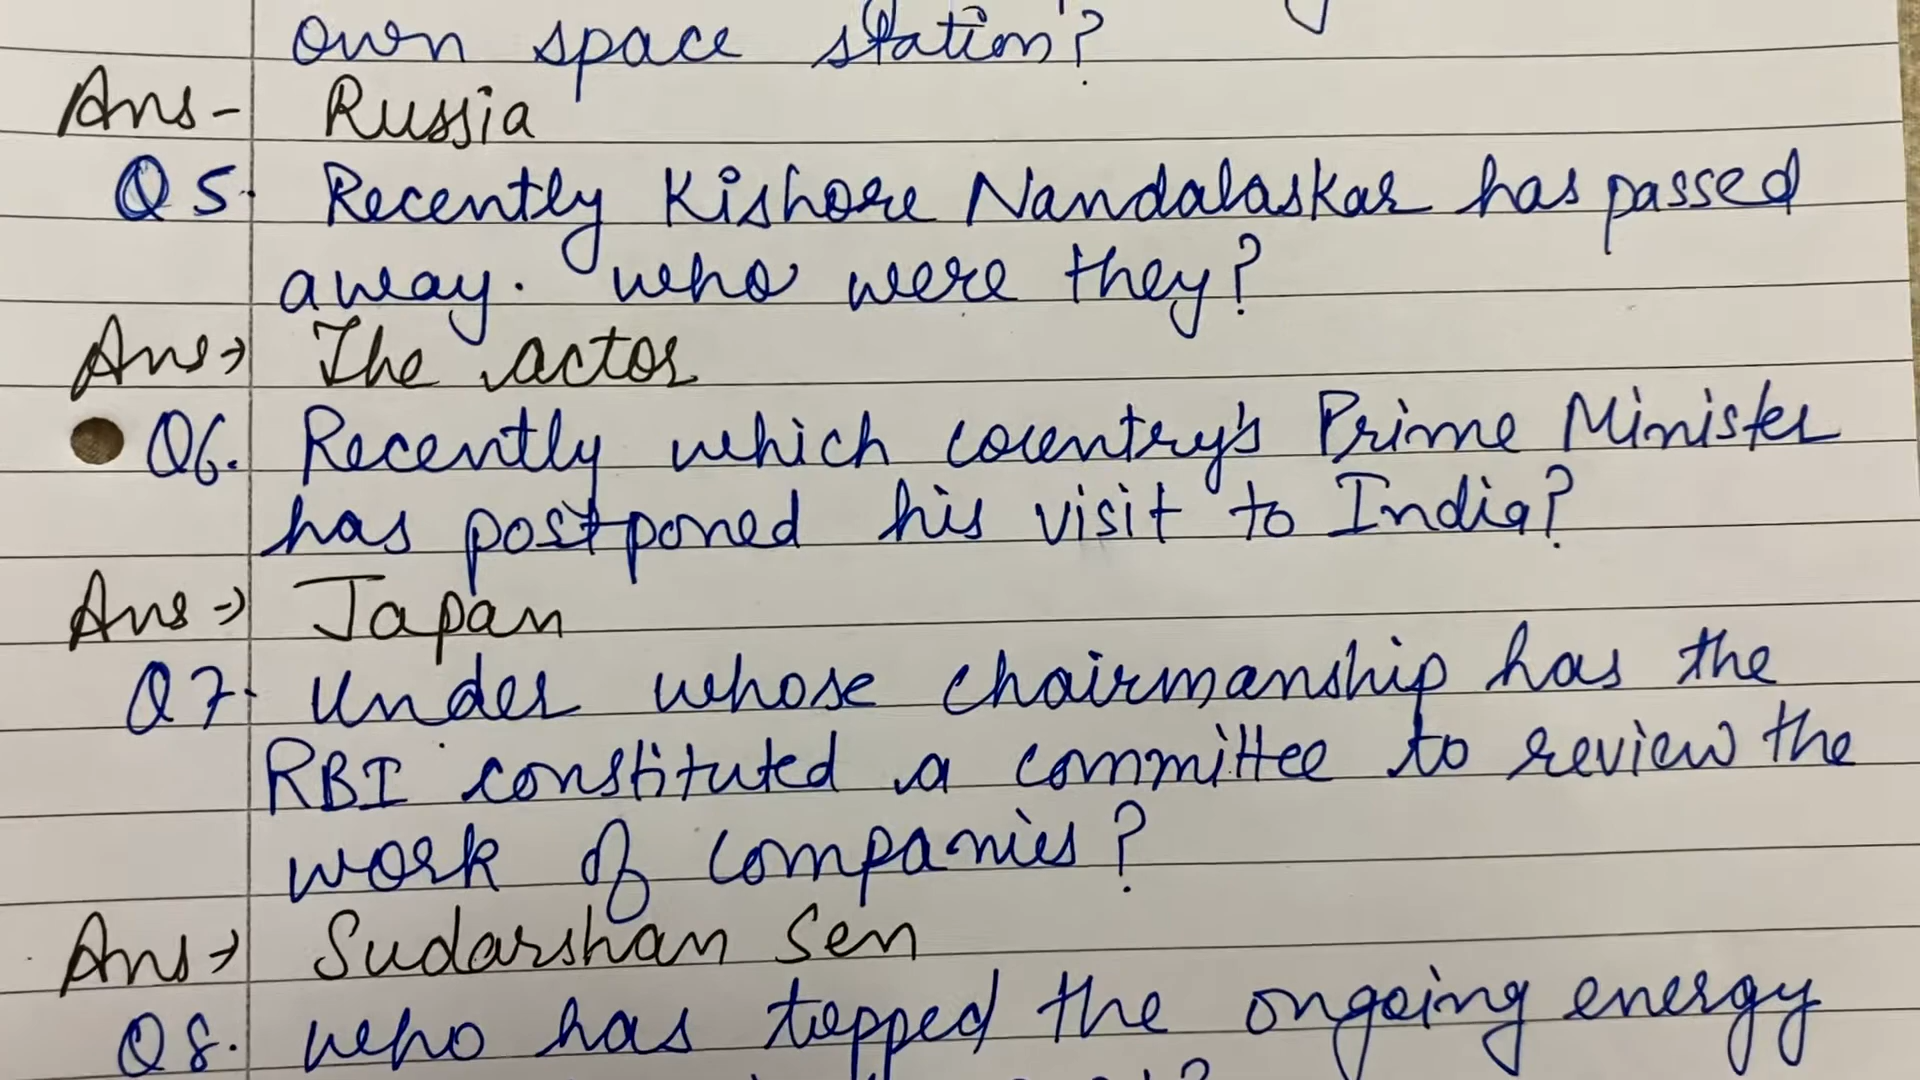 own space station?
Ans- Russia
Q5. Recently Kishore Nandalaskar has passed
away. who were they?
Ans→ The actor
Q6. Recently which country's Prime Minister
has postponed his visit to India?
Ans→ Japan
Q7. Under whose chairmanship has the
RBI constituted a committee to review the
work of companies?
Ans→ Sudarshan Sen
Q8. who has topped the ongoing energy